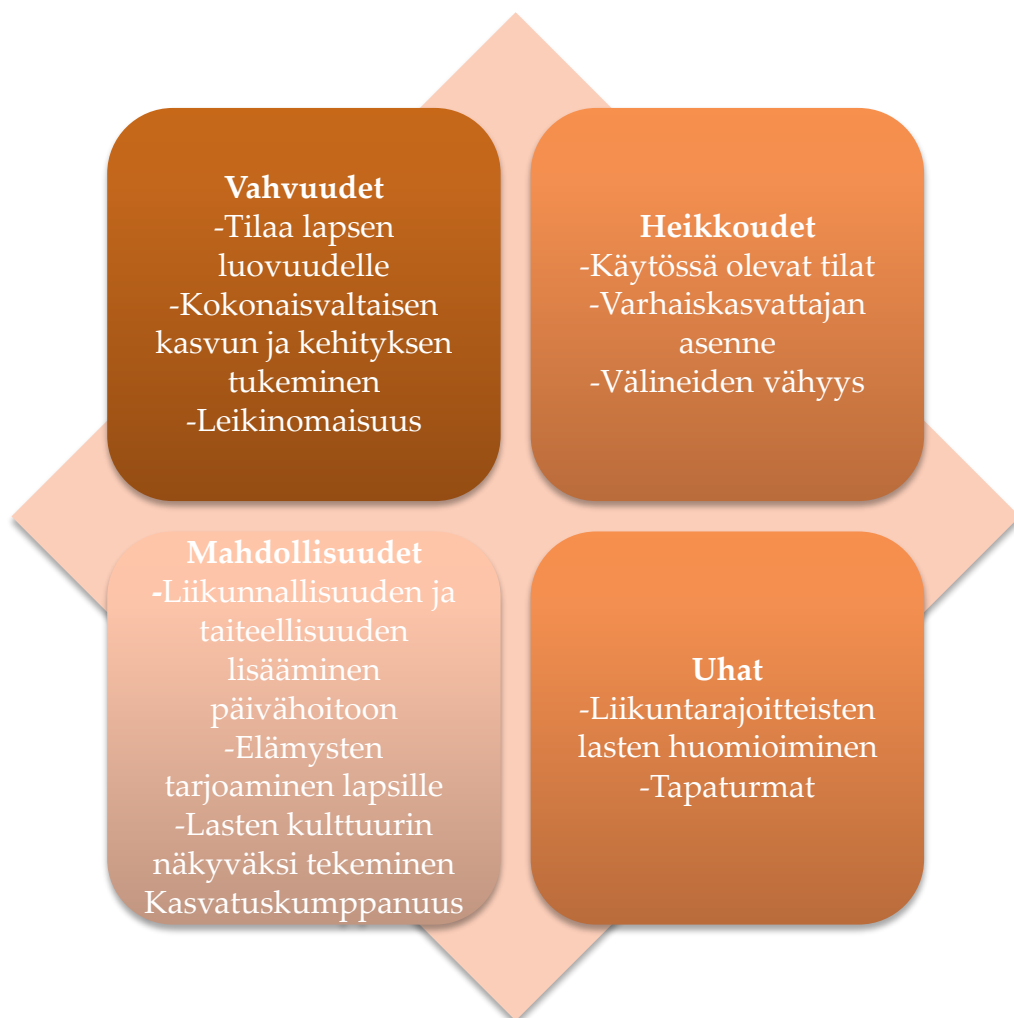 Vahvuudet
-Tilaa lapsen
luovuudelle
-Kokonaisvaltaisen
kasvun ja kehityksen
tukeminen
-Leikinomaisuus
Heikkoudet
-Käytössä olevat tilat
-Varhaiskasvattajan
asenne
-Välineiden vähyys
Mahdollisuudet
-Liikunnallisuuden ja
taiteellisuuden
lisääminen
päivähoitoon
-Elämysten
tarjoaminen lapsille
-Lasten kulttuurin
näkyväksi tekeminen
Kasvatuskumppanuus
Uhat
-Liikuntarajoitteisten
lasten huomioiminen
-Tapaturmat